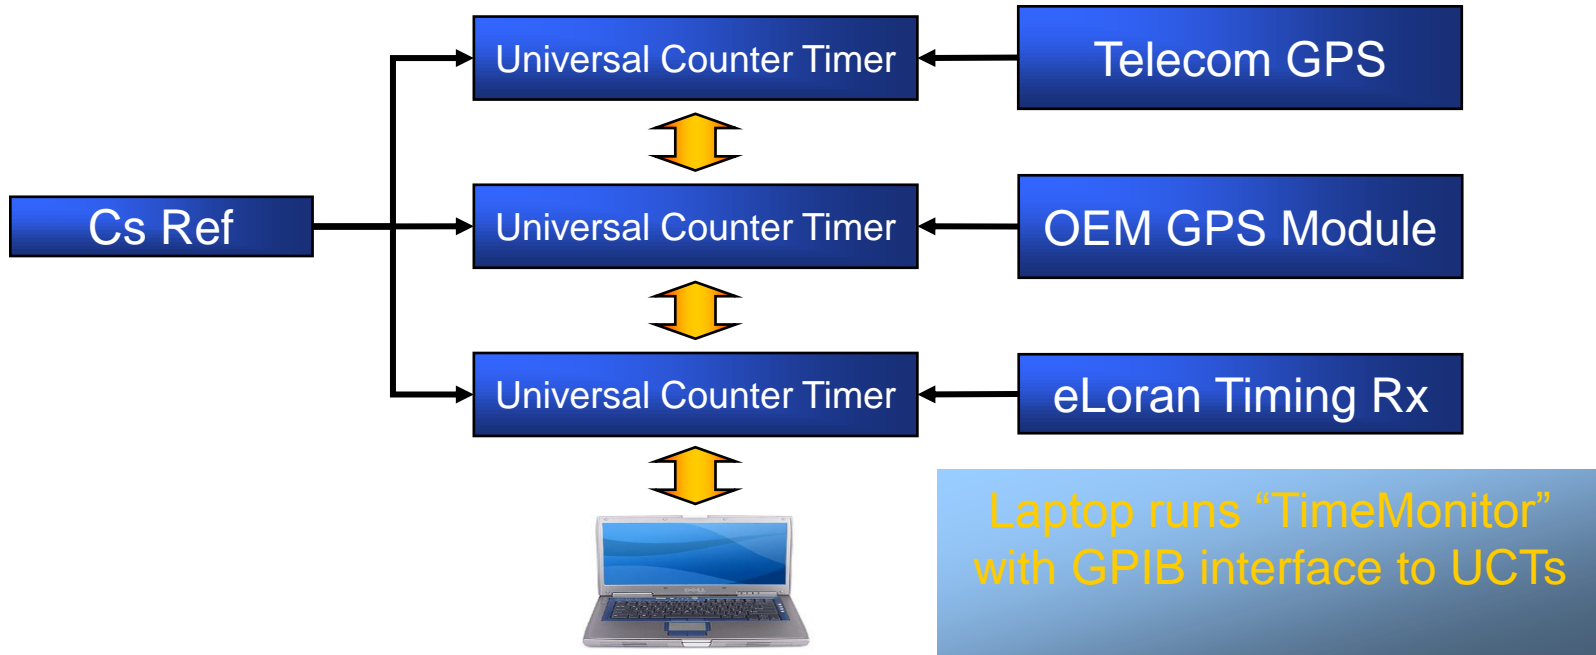 Universal Counter Timer
Telecom GPS
Cs Ref
Universal Counter Timer
OEM GPS Module
Universal Counter Timer
eLoran Timing Rx
Laptop runs “TimeMonitor”
with GPIB interface to UCTs